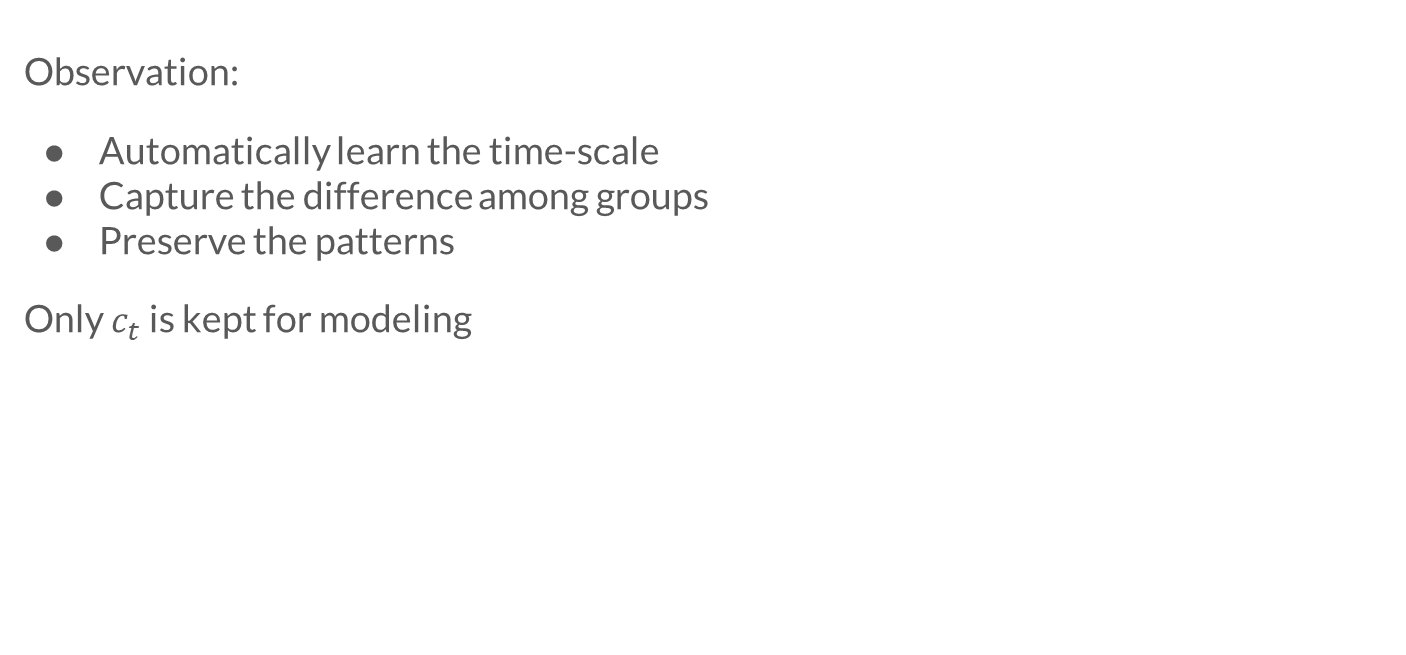 Observation:
● Automatically learn the time-scale
● Capture the difference among groups
● Preserve the patterns
Only $c_t$ is kept for modeling